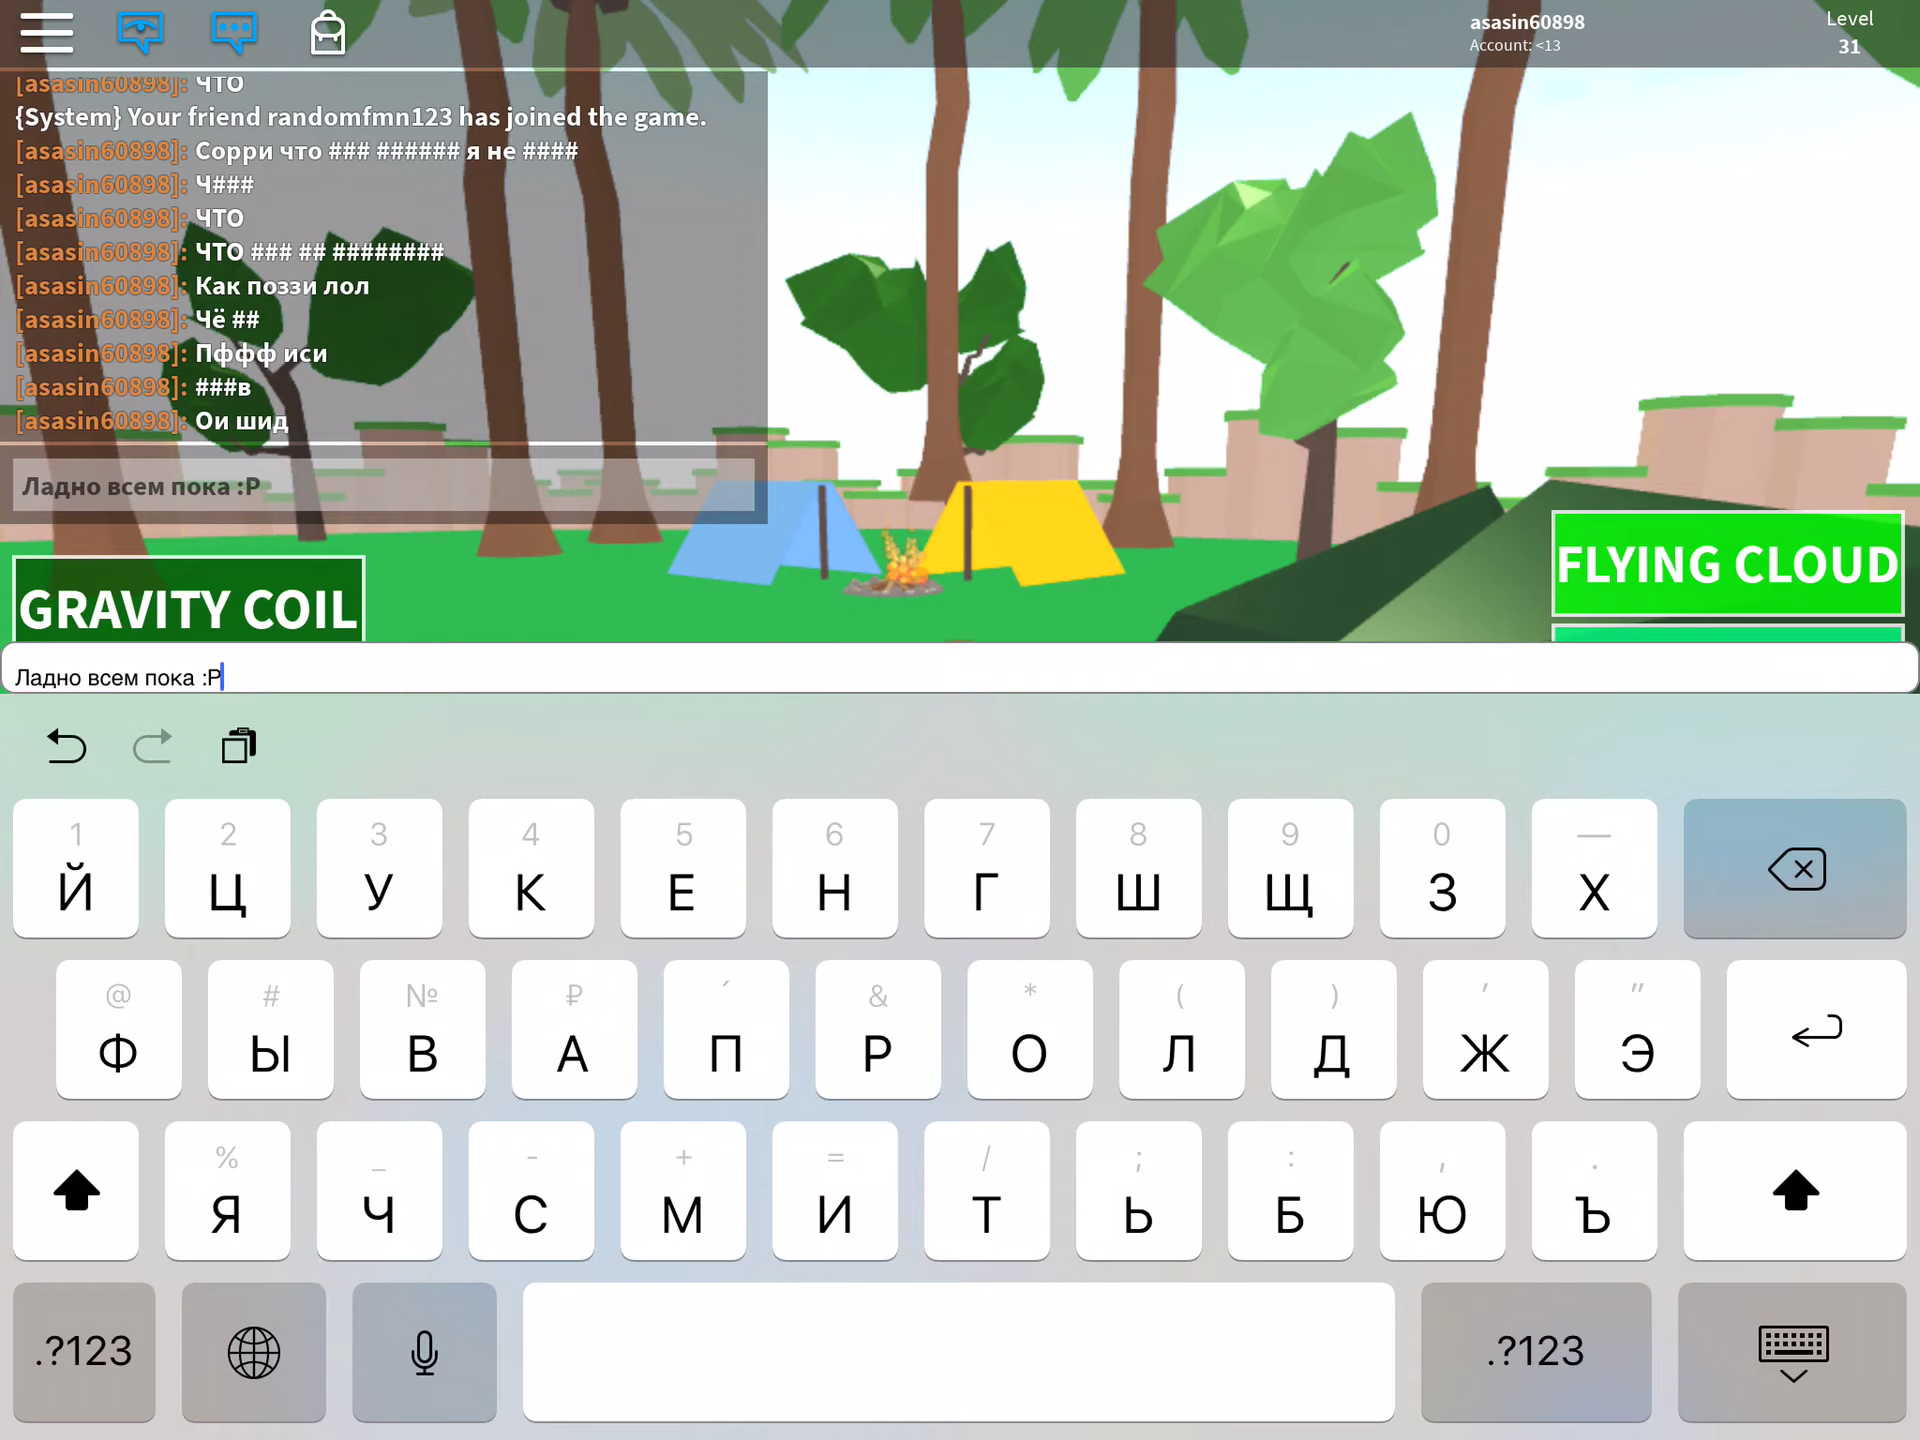 asasin60898
Account: <13
Level
31
[asasin60898]: ЧТО
{System} Your friend randomfmn123 has joined the game.
[asasin60898]: Сорри что ### ###### я не ####
[asasin60898]: Ч###
[asasin60898]: ЧТО
[asasin60898]: ЧТО ### ## ########
[asasin60898]: Как поззи лол
[asasin60898]: Чё ##
[asasin60898]: Пффф иси
[asasin60898]: ###в
[asasin60898]: Ои шид
Ладно всем пока :Р
GRAVITY COIL
FLYING CLOUD
Ладно всем пока :Р
1 2 3 4 5 6 7 8 9 0 —
Й Ц У К Е Н Г Ш Щ З Х
@ # № ₽ ´ & * ( ) ' "
Ф Ы В А П Р О Л Д Ж Э
% _ - + = / ; : , .
Я Ч С М И Т Ь Б Ю Ъ
.?123 .?123